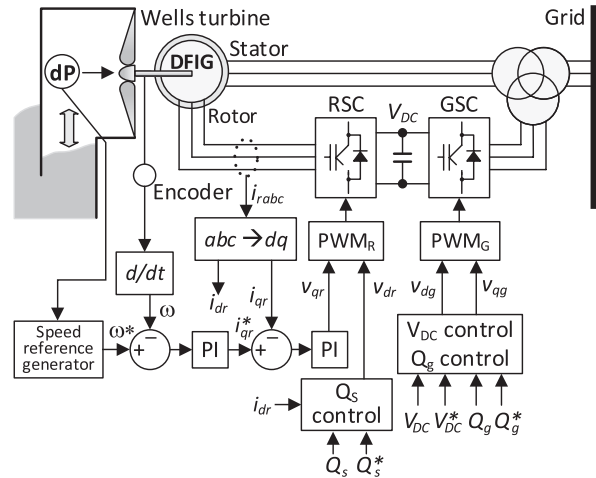 Wells turbine
Grid
dP
DFIG
Stator
Rotor
RSC
V_DC
GSC
Encoder
i_rabc
abc → dq
PWM_R
PWM_G
d/dt
i_dr
i_qr
v_qr
v_dr
v_dg
v_qg
ω
Speed
reference
generator
ω*
+
−
PI
i*_qr
+
−
PI
V_DC control
Q_g control
i_dr
Q_S
control
V_DC
V*_DC
Q_g
Q*_g
Q_s
Q*_s